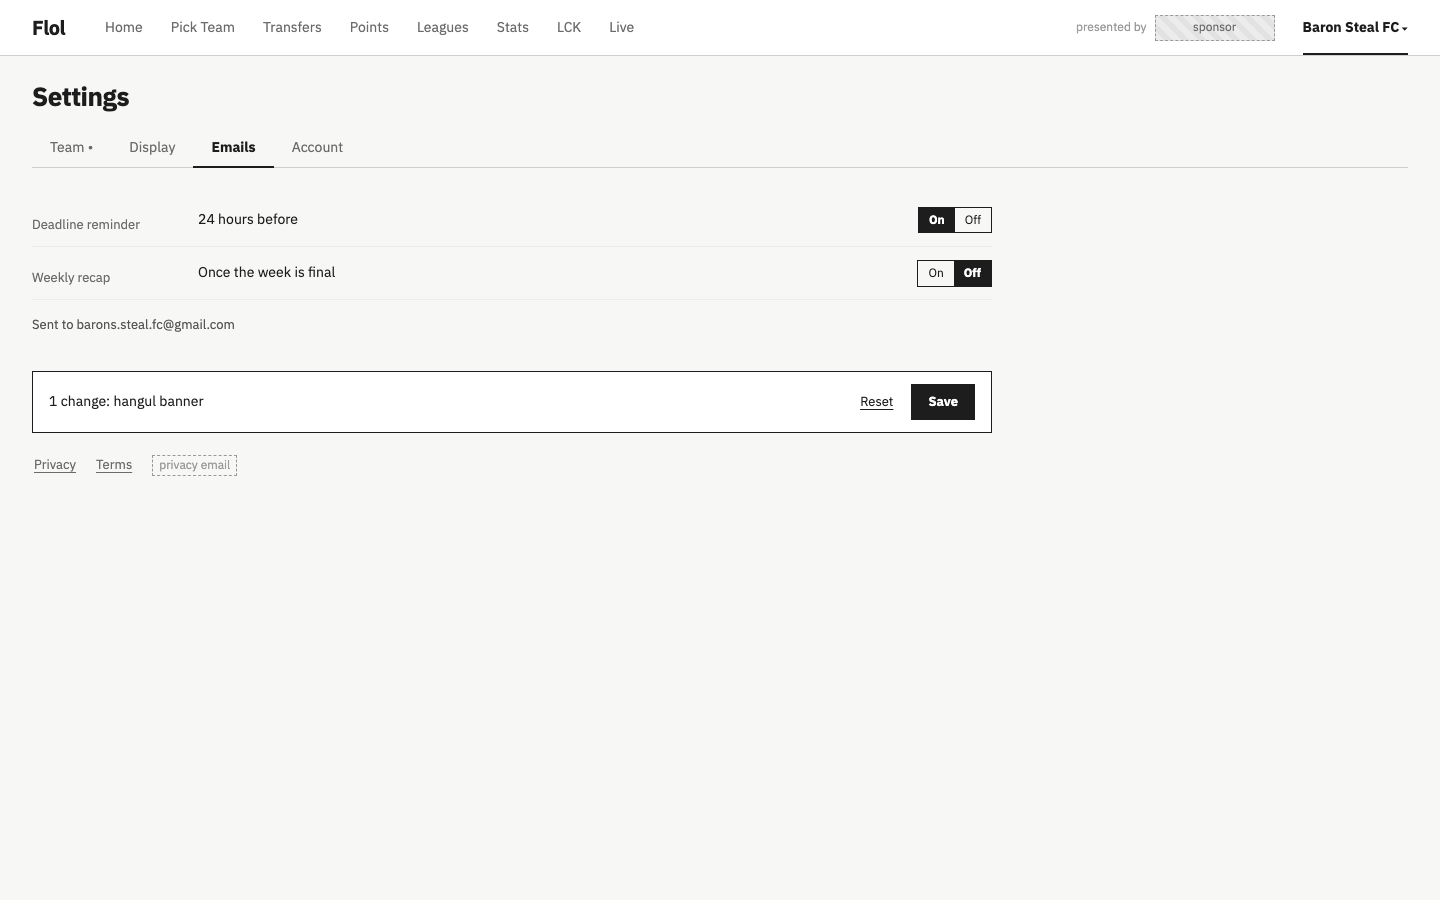 Flol Home Pick Team Transfers Points Leagues Stats LCK Live presented by sponsor Baron Steal FC
Settings
Team • Display Emails Account
Deadline reminder 24 hours before On Off
Weekly recap Once the week is final On Off
Sent to barons.steal.fc@gmail.com
1 change: hangul banner Reset Save
Privacy Terms privacy email